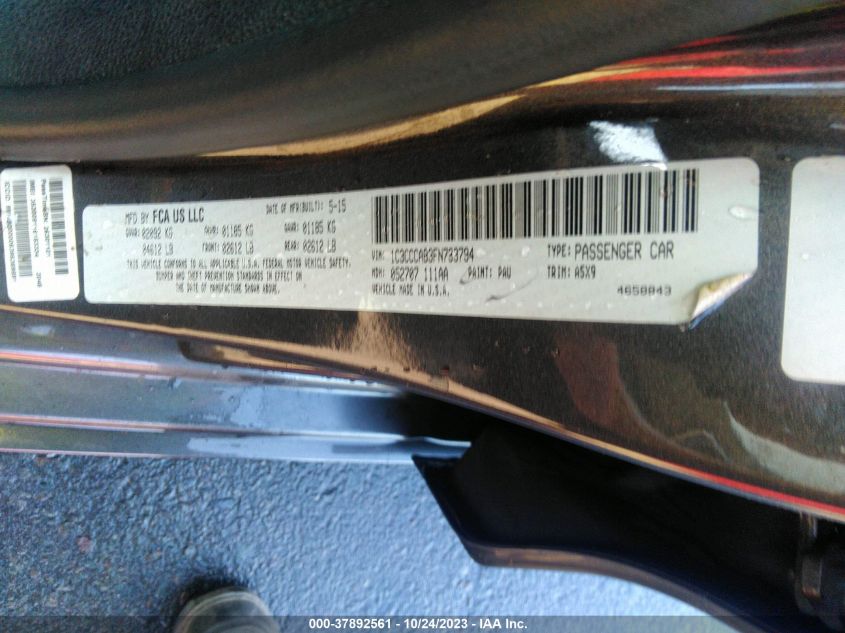 MFD BY FCA US LLC DATE OF MFR(BUILT): 5-15
GVWR: 02092 KG GAWR: 01185 KG GAWR: 01185 KG
04612 LB FRONT: 02612 LB REAR: 02612 LB
THIS VEHICLE CONFORMS TO ALL APPLICABLE U.S.A. FEDERAL MOTOR VEHICLE SAFETY,
BUMPER AND THEFT PREVENTION STANDARDS IN EFFECT ON
THE DATE OF MANUFACTURE SHOWN ABOVE.
VIN: 1C3CCCAB3FN733794 TYPE: PASSENGER CAR
MDH: 052707 111AA PAINT: PAU TRIM: A5X9
VEHICLE MADE IN U.S.A. 4658843
000-37892561 - 10/24/2023 - IAA Inc.